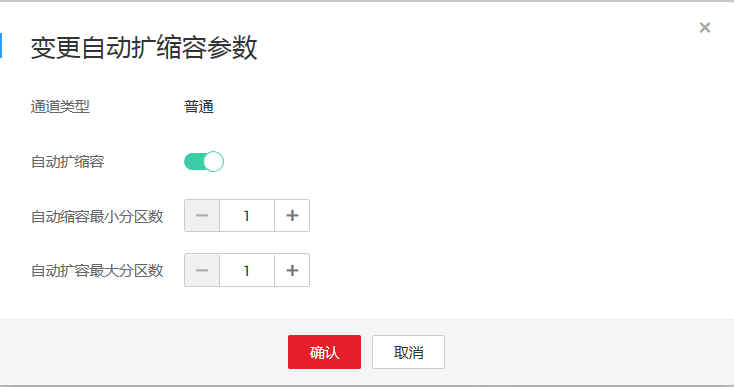 变更自动扩缩容参数
通道类型 普通
自动扩缩容
自动缩容最小分区数 1
自动扩容最大分区数 1
确认 取消